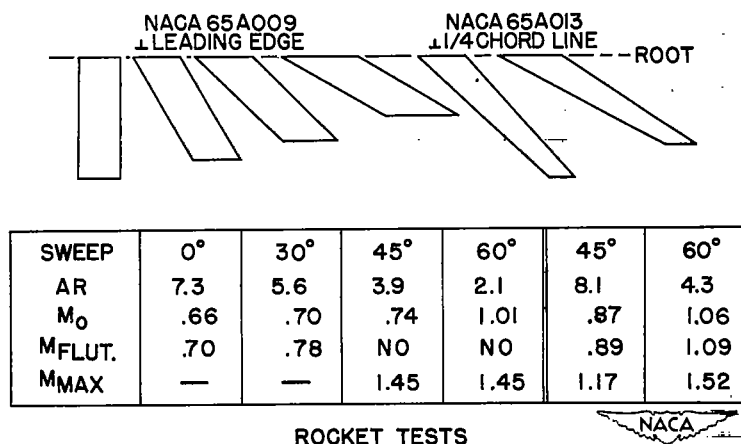 NACA 65A009
⊥ LEADING EDGE
NACA 65A013
⊥ 1/4 CHORD LINE
ROOT
SWEEP 0° 30° 45° 60° 45° 60°
AR 7.3 5.6 3.9 2.1 8.1 4.3
M₀ .66 .70 .74 1.01 .87 1.06
MFLUT. .70 .78 NO NO .89 1.09
MMAX — — 1.45 1.45 1.17 1.52
ROCKET TESTS
NACA